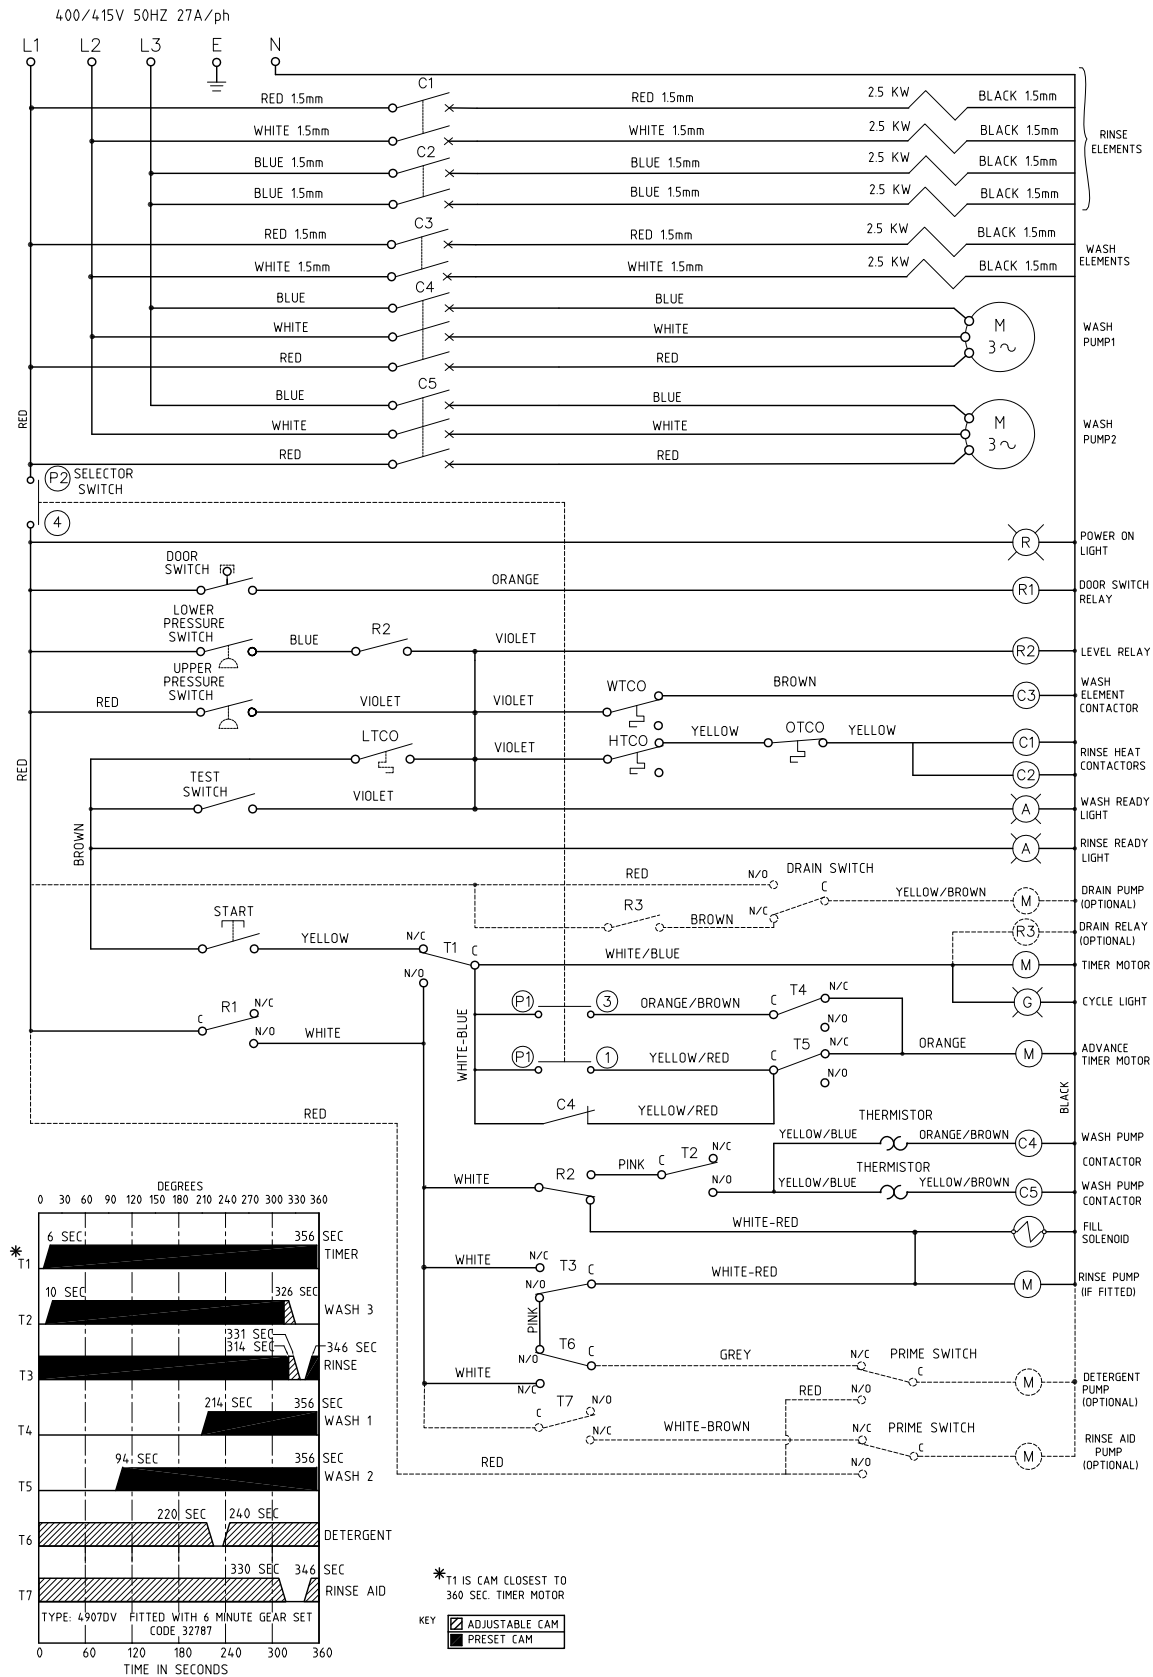 400/415V 50HZ 27A/ph
L1 L2 L3 E N
C1
RED 1.5mm RED 1.5mm 2.5 KW BLACK 1.5mm
WHITE 1.5mm WHITE 1.5mm 2.5 KW BLACK 1.5mm
RINSE
ELEMENTS
C2
BLUE 1.5mm BLUE 1.5mm 2.5 KW BLACK 1.5mm
BLUE 1.5mm BLUE 1.5mm 2.5 KW BLACK 1.5mm
C3
RED 1.5mm RED 1.5mm 2.5 KW BLACK 1.5mm
WASH
ELEMENTS
WHITE 1.5mm WHITE 1.5mm 2.5 KW BLACK 1.5mm
C4
BLUE BLUE
WHITE WHITE
RED RED
M
3~
WASH
PUMP1
C5
BLUE BLUE
WHITE WHITE
RED RED
M
3~
WASH
PUMP2
RED
P2 SELECTOR
SWITCH
4
R POWER ON
LIGHT
DOOR
SWITCH
ORANGE R1 DOOR SWITCH
RELAY
LOWER
PRESSURE
SWITCH
BLUE R2 VIOLET R2 LEVEL RELAY
UPPER
PRESSURE
SWITCH
RED VIOLET VIOLET WTCO BROWN C3 WASH
ELEMENT
CONTACTOR
LTCO VIOLET HTCO YELLOW OTCO YELLOW C1
C2
RINSE HEAT
CONTACTORS
RED
TEST
SWITCH
VIOLET A WASH READY
LIGHT
BROWN
A RINSE READY
LIGHT
RED N/O DRAIN SWITCH
C YELLOW/BROWN M DRAIN PUMP
(OPTIONAL)
R3 BROWN N/C
R3 DRAIN RELAY
(OPTIONAL)
START
YELLOW N/C T1 C WHITE/BLUE M TIMER MOTOR
N/O
G CYCLE LIGHT
C R1 N/C
N/O WHITE
WHITE-BLUE
P1 3 ORANGE/BROWN C T4 N/C
N/O
P1 1 YELLOW/RED C T5 N/C ORANGE M ADVANCE
TIMER MOTOR
N/O
C4 YELLOW/RED
BLACK
RED
THERMISTOR
YELLOW/BLUE ORANGE/BROWN C4 WASH PUMP
CONTACTOR
WHITE R2 PINK C T2 N/C
N/O
THERMISTOR
YELLOW/BLUE YELLOW/BROWN C5 WASH PUMP
CONTACTOR
WHITE-RED FILL
SOLENOID
WHITE N/C T3 C WHITE-RED M RINSE PUMP
(IF FITTED)
N/O
PINK
T6 C GREY N/C PRIME SWITCH
C M DETERGENT
PUMP
(OPTIONAL)
N/O
WHITE N/C
RED N/O
C T7 N/O
N/C WHITE-BROWN N/C PRIME SWITCH
C M RINSE AID
PUMP
(OPTIONAL)
RED N/O
DEGREES
0 30 60 90 120 150 180 210 240 270 300 330 360
6 SEC 356 SEC
* T1 TIMER
10 SEC 326 SEC
T2 WASH 3
331 SEC
314 SEC 346 SEC
T3 RINSE
214 SEC 356 SEC
T4 WASH 1
94 SEC 356 SEC
T5 WASH 2
220 SEC 240 SEC
T6 DETERGENT
330 SEC 346 SEC
T7 RINSE AID
TYPE: 4907DV FITTED WITH 6 MINUTE GEAR SET
CODE 32787
0 60 120 180 240 300 360
TIME IN SECONDS
* T1 IS CAM CLOSEST TO
360 SEC. TIMER MOTOR
KEY
ADJUSTABLE CAM
PRESET CAM